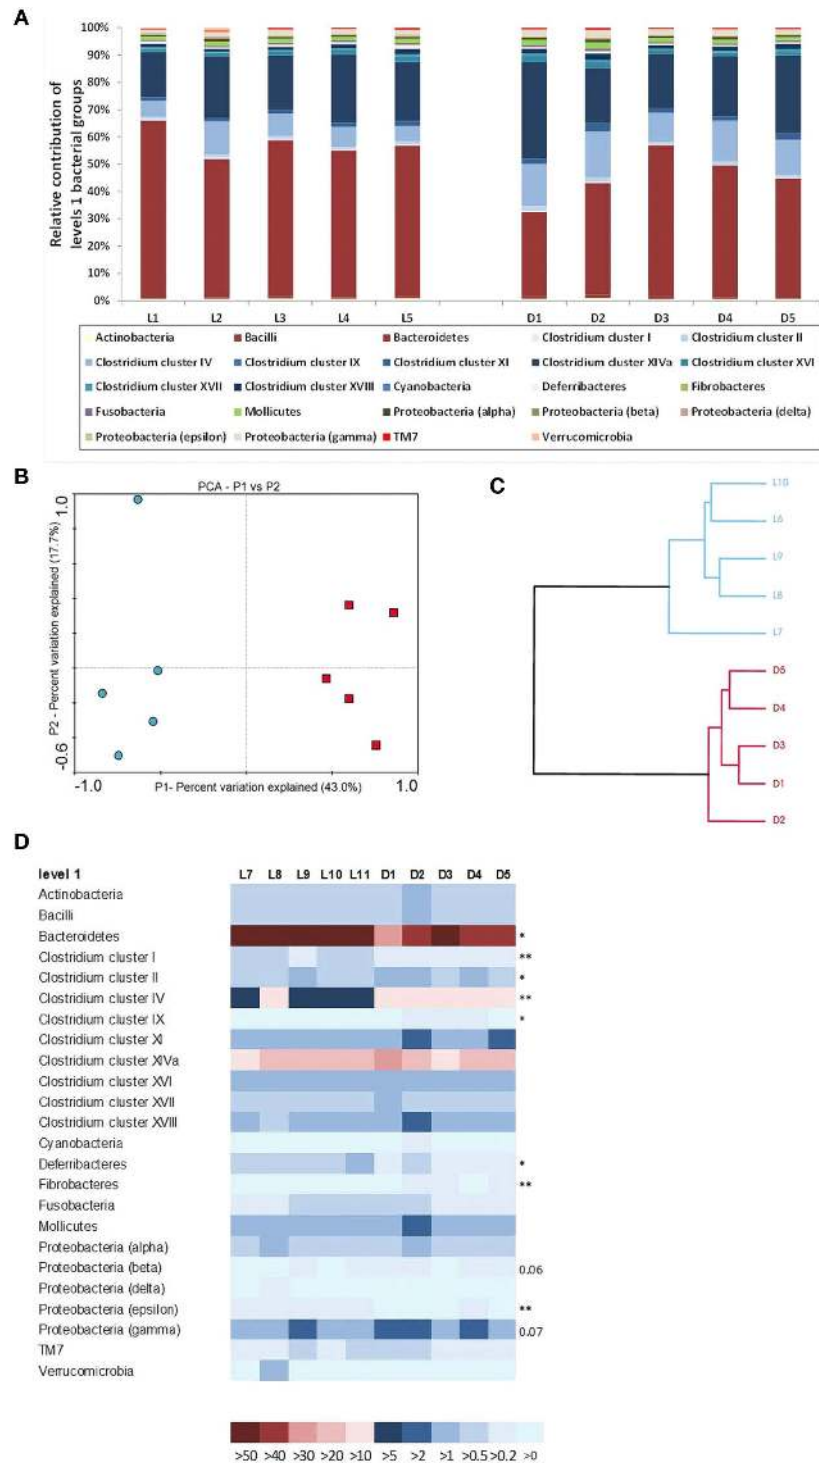 A
Relative contribution of
levels 1 bacterial groups
100%
90%
80%
70%
60%
50%
40%
30%
20%
10%
0%
L1 L2 L3 L4 L5 D1 D2 D3 D4 D5
Actinobacteria Bacilli Bacteroidetes Clostridium cluster I Clostridium cluster II
Clostridium cluster IV Clostridium cluster IX Clostridium cluster XI Clostridium cluster XIVa Clostridium cluster XVI
Clostridium cluster XVII Clostridium cluster XVIII Cyanobacteria Deferribacteres Fibrobacteres
Fusobacteria Mollicutes Proteobacteria (alpha) Proteobacteria (beta) Proteobacteria (delta)
Proteobacteria (epsilon) Proteobacteria (gamma) TM7 Verrucomicrobia
B
PCA - P1 vs P2
P2 - Percent variation explained (17.7%)
1.0
-0.6
-1.0 P1- Percent variation explained (43.0%) 1.0
C
L10
L6
L9
L8
L7
D5
D4
D3
D1
D2
D
level 1 L7 L8 L9 L10 L11 D1 D2 D3 D4 D5
Actinobacteria
Bacilli
Bacteroidetes *
Clostridium cluster I **
Clostridium cluster II *
Clostridium cluster IV **
Clostridium cluster IX *
Clostridium cluster XI
Clostridium cluster XIVa
Clostridium cluster XVI
Clostridium cluster XVII
Clostridium cluster XVIII
Cyanobacteria
Deferribacteres *
Fibrobacteres **
Fusobacteria
Mollicutes
Proteobacteria (alpha)
Proteobacteria (beta) 0.06
Proteobacteria (delta)
Proteobacteria (epsilon) **
Proteobacteria (gamma) 0.07
TM7
Verrucomicrobia
>50 >40 >30 >20 >10 >5 >2 >1 >0.5 >0.2 >0